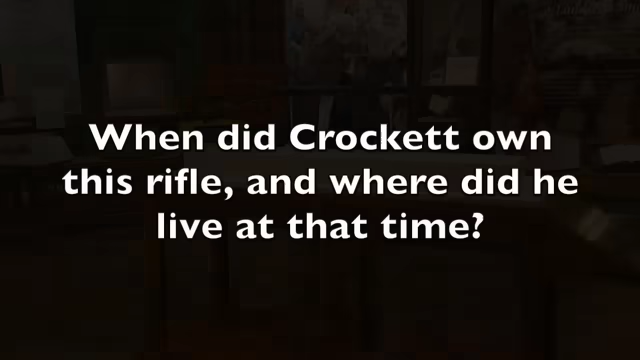 When did Crockett own
this rifle, and where did he
live at that time?